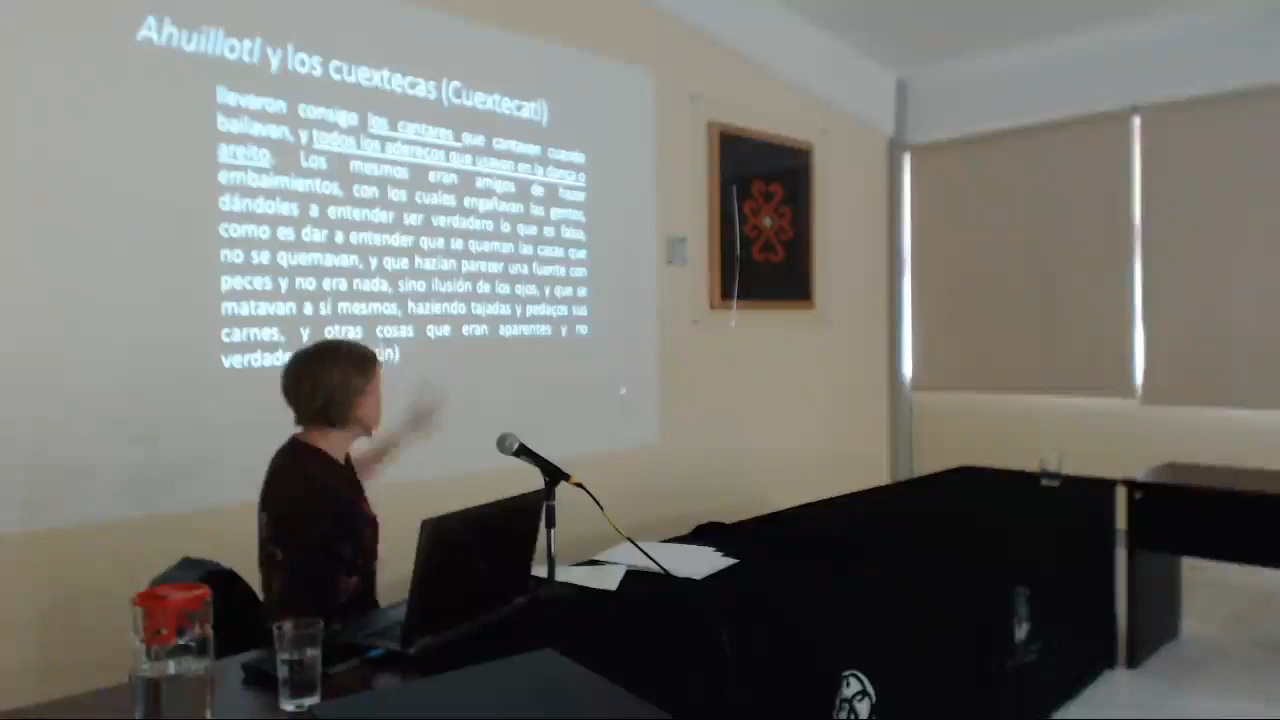 Ahuillotl y los cuextecas (Cuextecatl)
llevaron consigo los cantares que cantavan cuando
bailavan, y todos los adereços que usavan en la dança o
areito. Los mesmos eran amigos de hazer
embaimientos, con los cuales engañavan las gentes,
dándoles a entender ser verdadero lo que es falso,
como es dar a entender que se queman las casas que
no se quemavan, y que hazían parezer una fuente con
peces y no era nada, sino ilusión de los ojos, y que se
matavan a sí mesmos, haziendo tajadas y pedaços sus
carnes, y otras cosas que eran aparentes y no